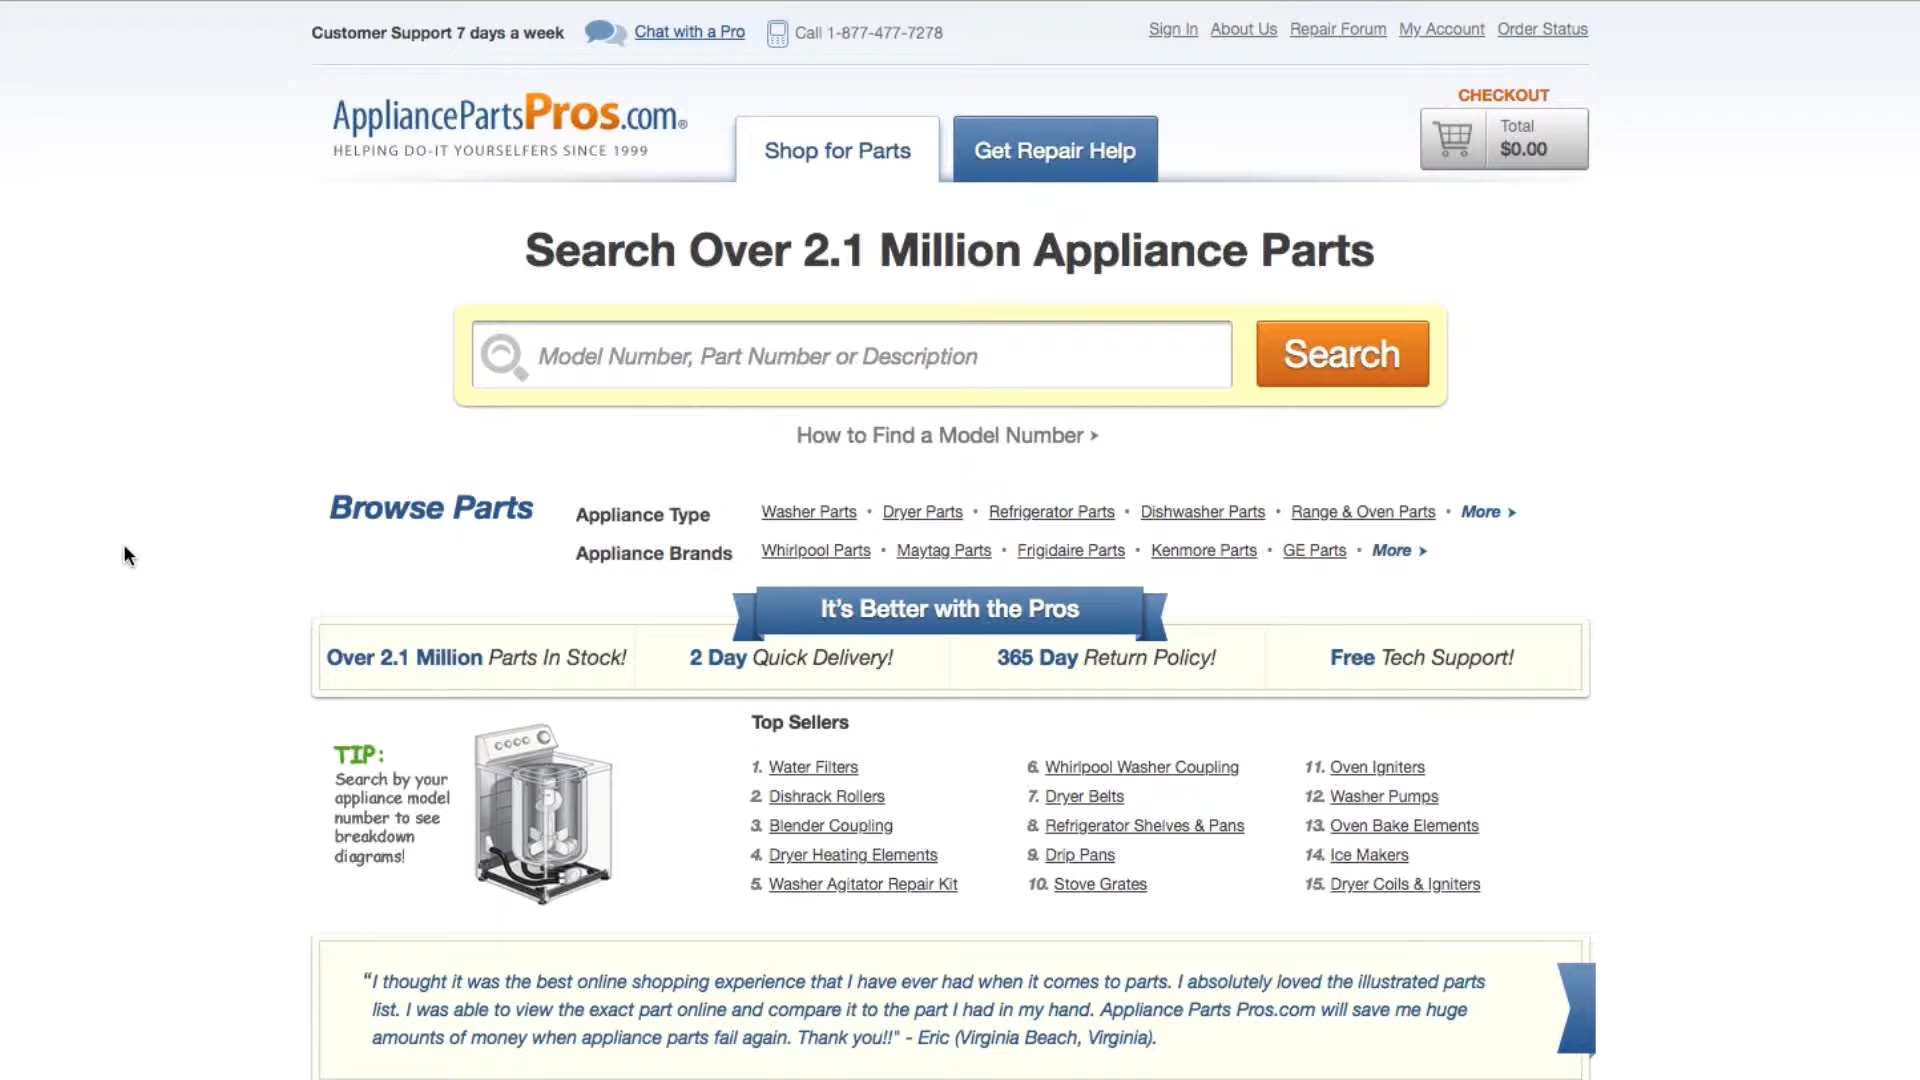 Customer Support 7 days a week Chat with a Pro Call 1-877-477-7278 Sign In About Us Repair Forum My Account Order Status
AppliancePartsPros.com®
HELPING DO-IT YOURSELFERS SINCE 1999
Shop for Parts
Get Repair Help
CHECKOUT
Total
$0.00
Search Over 2.1 Million Appliance Parts
Model Number, Part Number or Description
Search
How to Find a Model Number ›
Browse Parts
Appliance Type Washer Parts • Dryer Parts • Refrigerator Parts • Dishwasher Parts • Range & Oven Parts • More ›
Appliance Brands Whirlpool Parts • Maytag Parts • Frigidaire Parts • Kenmore Parts • GE Parts • More ›
It's Better with the Pros
Over 2.1 Million Parts In Stock! 2 Day Quick Delivery! 365 Day Return Policy! Free Tech Support!
TIP:
Search by your
appliance model
number to see
breakdown
diagrams!
Top Sellers
1. Water Filters
2. Dishrack Rollers
3. Blender Coupling
4. Dryer Heating Elements
5. Washer Agitator Repair Kit
6. Whirlpool Washer Coupling
7. Dryer Belts
8. Refrigerator Shelves & Pans
9. Drip Pans
10. Stove Grates
11. Oven Igniters
12. Washer Pumps
13. Oven Bake Elements
14. Ice Makers
15. Dryer Coils & Igniters
"I thought it was the best online shopping experience that I have ever had when it comes to parts. I absolutely loved the illustrated parts
list. I was able to view the exact part online and compare it to the part I had in my hand. Appliance Parts Pros.com will save me huge
amounts of money when appliance parts fail again. Thank you!!" - Eric (Virginia Beach, Virginia).